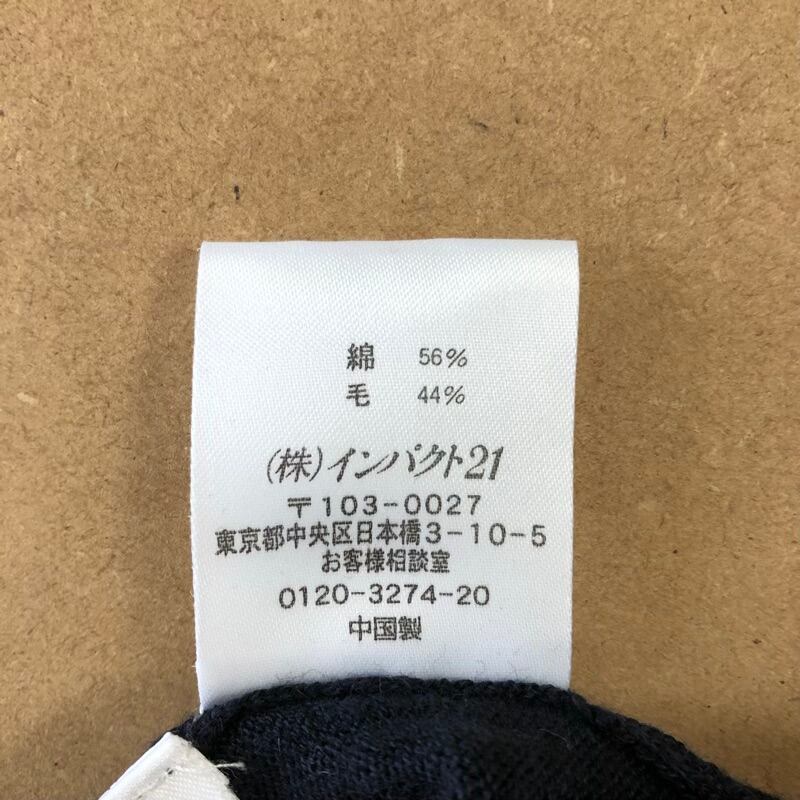 綿 56%
毛 44%
(株)インパクト21
〒103-0027
東京都中央区日本橋3-10-5
お客様相談室
0120-3274-20
中国製